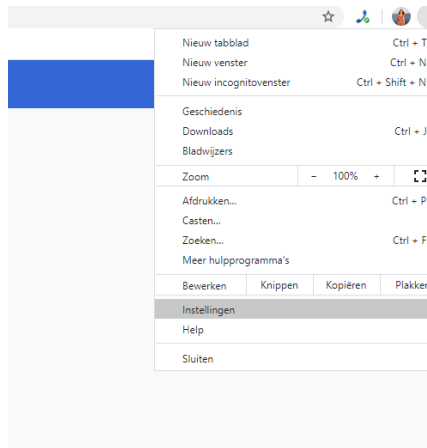 Nieuw tabblad Ctrl + T
Nieuw venster Ctrl + N
Nieuw incognitovenster Ctrl + Shift + N
Geschiedenis
Downloads Ctrl + J
Bladwijzers
Zoom - 100% +
Afdrukken... Ctrl + P
Casten...
Zoeken... Ctrl + F
Meer hulpprogramma's
Bewerken Knippen Kopiëren Plakken
Instellingen
Help
Sluiten